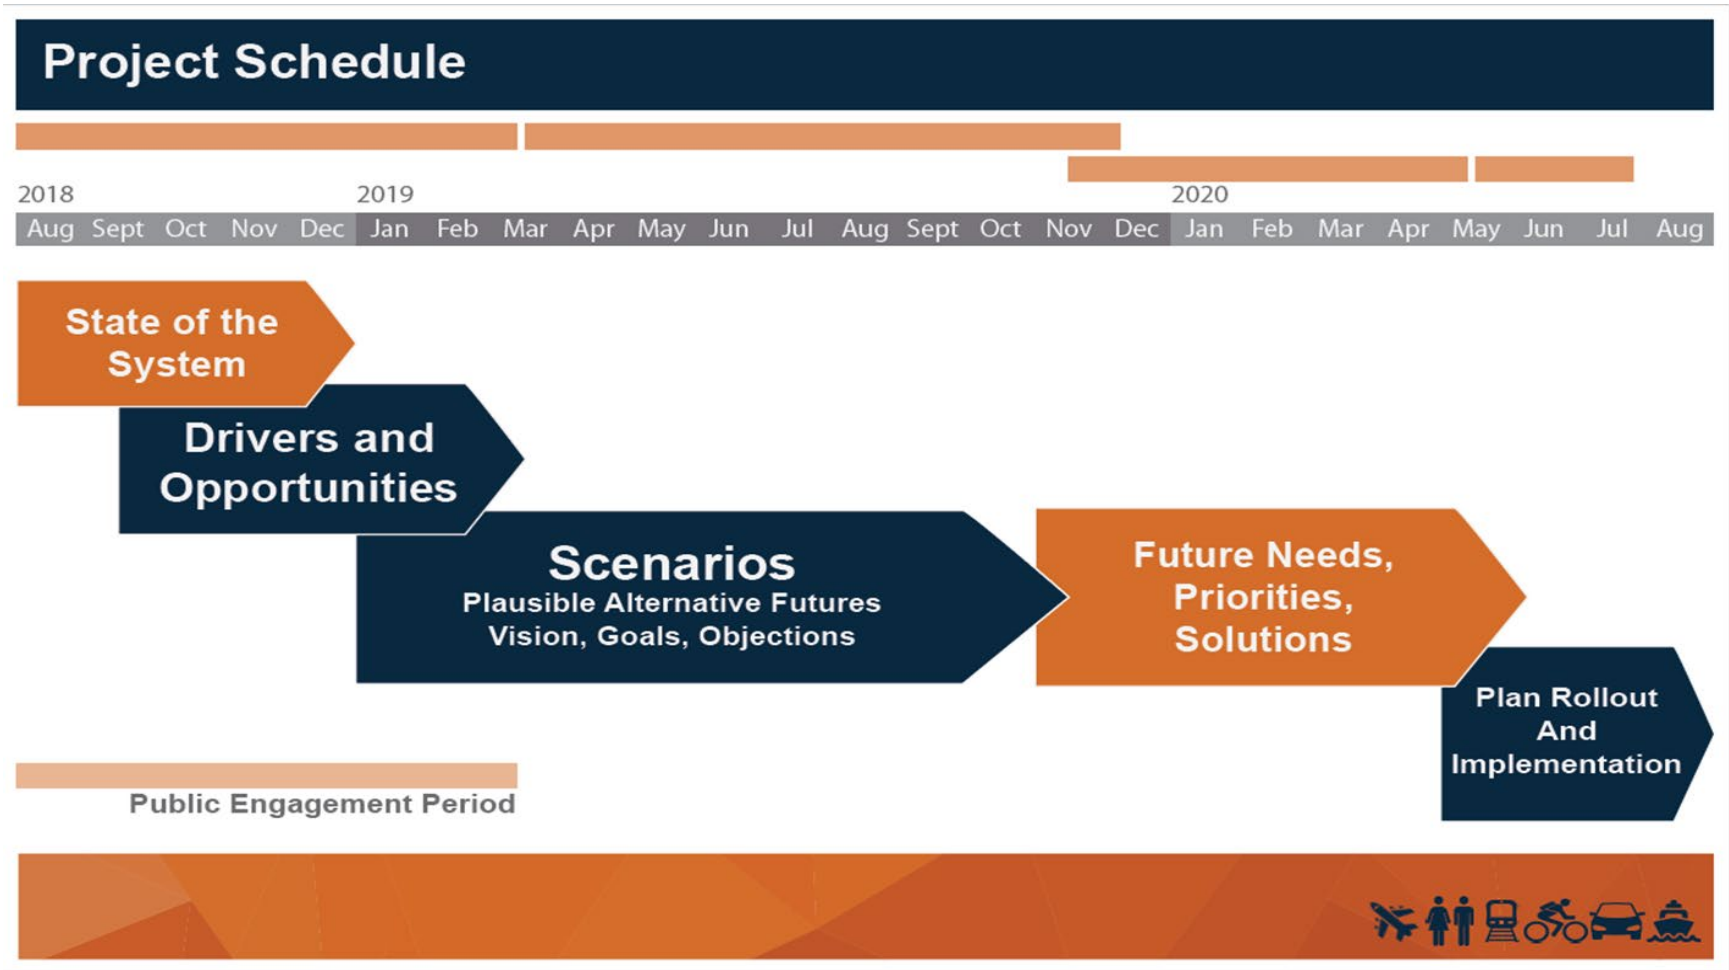 Project Schedule
2018 2019 2020
Aug Sept Oct Nov Dec Jan Feb Mar Apr May Jun Jul Aug Sept Oct Nov Dec Jan Feb Mar Apr May Jun Jul Aug
State of the
System
Drivers and
Opportunities
Scenarios
Plausible Alternative Futures
Vision, Goals, Objections
Future Needs,
Priorities,
Solutions
Plan Rollout
And
Implementation
Public Engagement Period